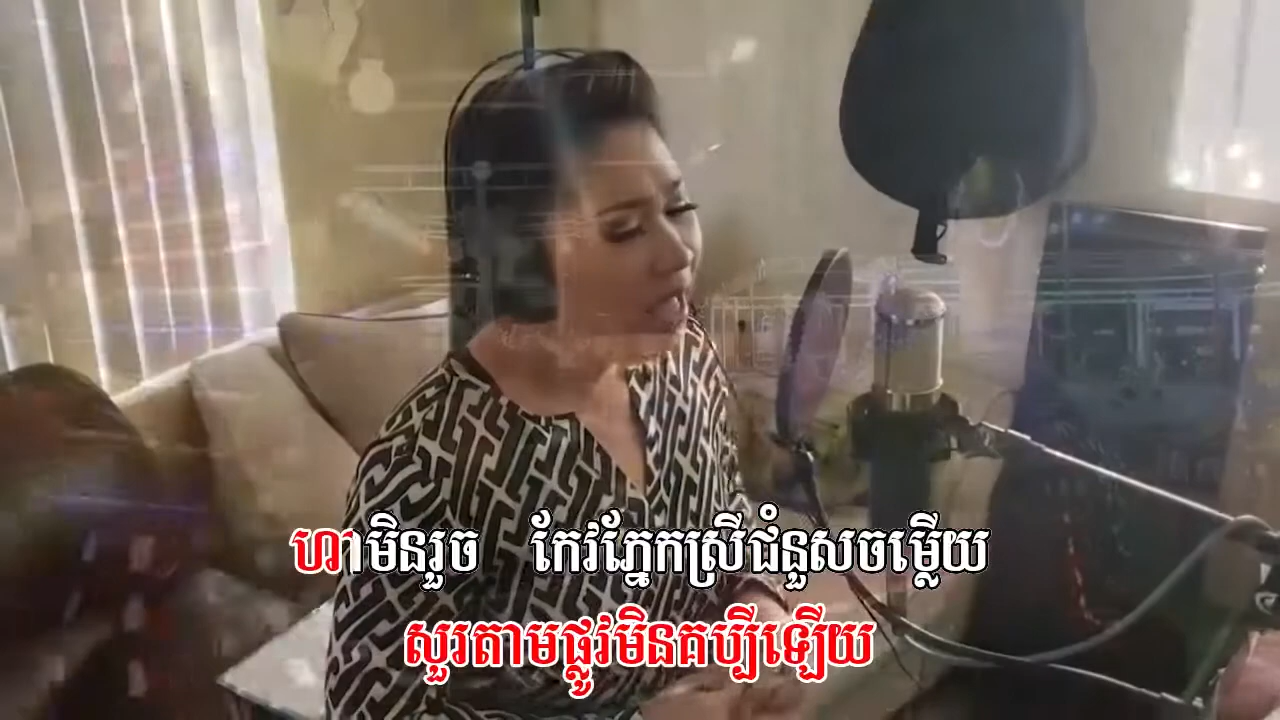 ហាមិនរួច កែវភ្នែកស្រីជំនួសចម្លើយ
សួរតាមផ្លូវមិនគប្បីឡើយ